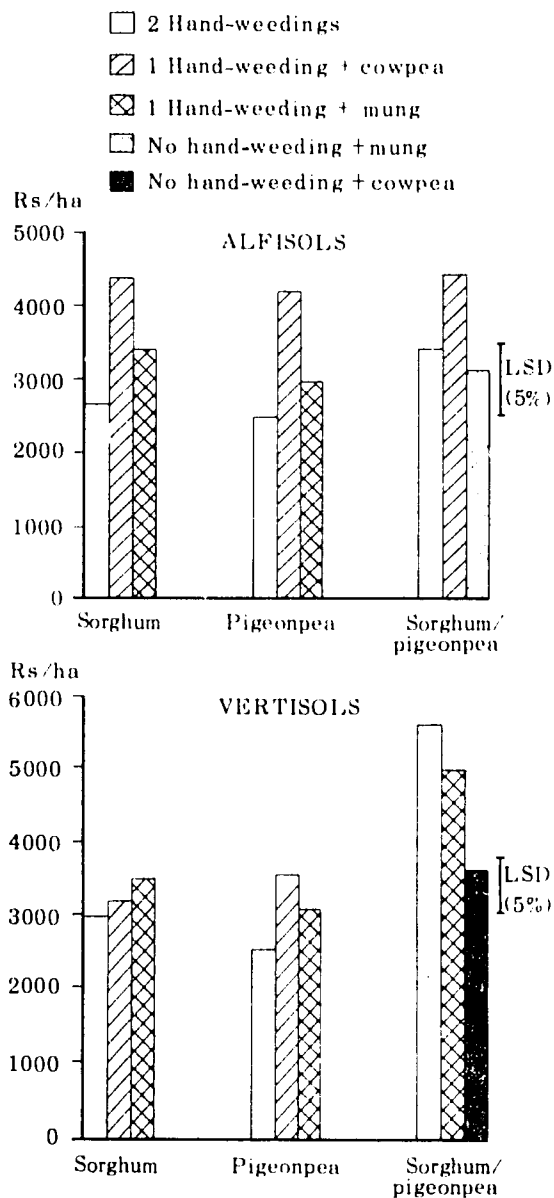 2 Hand-weedings
1 Hand-weeding + cowpea
1 Hand-weeding + mung
No hand-weeding + mung
No hand-weeding + cowpea
Rs/ha
5000
ALFISOLS
4000
3000
LSD
(5%)
2000
1000
0
Sorghum
Pigeonpea
Sorghum/
pigeonpea
Rs/ha
6000
VERTISOLS
5000
4000
LSD
(5%)
3000
2000
1000
0
Sorghum
Pigeonpea
Sorghum/
pigeonpea